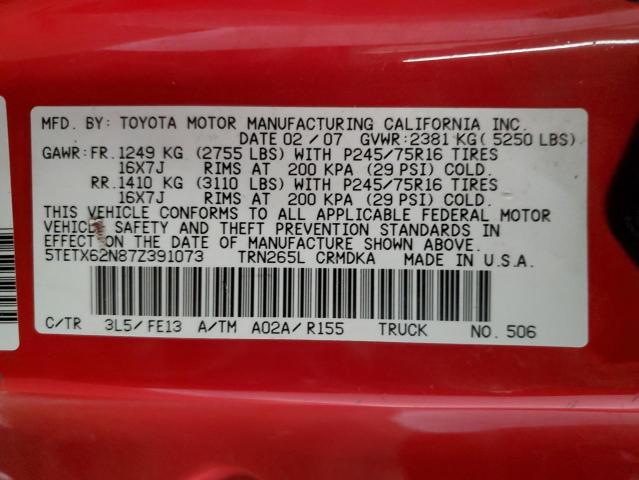 MFD. BY: TOYOTA MOTOR MANUFACTURING CALIFORNIA INC.
DATE 02 / 07 GVWR: 2381 KG( 5250 LBS)
GAWR: FR. 1249 KG (2755 LBS) WITH P245/75R16 TIRES
16X7J RIMS AT 200 KPA (29 PSI) COLD.
RR. 1410 KG (3110 LBS) WITH P245/75R16 TIRES
16X7J RIMS AT 200 KPA (29 PSI) COLD.
THIS VEHICLE CONFORMS TO ALL APPLICABLE FEDERAL MOTOR
VEHICLE SAFETY AND THEFT PREVENTION STANDARDS IN
EFFECT ON THE DATE OF MANUFACTURE SHOWN ABOVE.
5TETX62N87Z391073 TRN265L CRMDKA MADE IN U.S.A.
C/TR 3L5/ FE13 A/TM A02A/ R155 TRUCK NO. 506